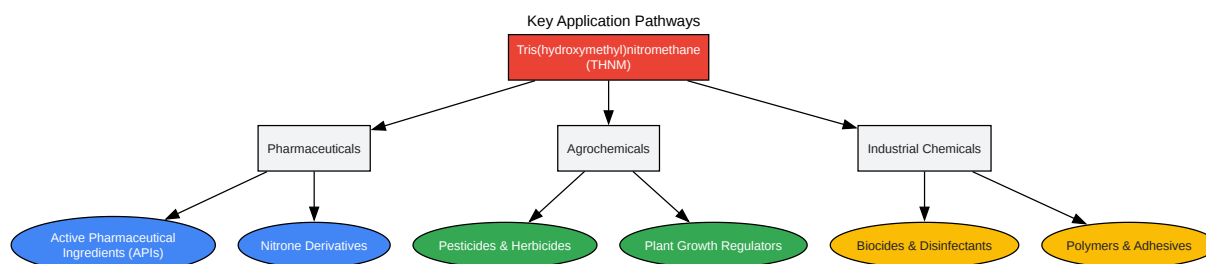 Key Application Pathways
Tris(hydroxymethyl)nitromethane
(THNM)
Pharmaceuticals
Agrochemicals
Industrial Chemicals
Active Pharmaceutical
Ingredients (APIs)
Nitrone Derivatives
Pesticides & Herbicides
Plant Growth Regulators
Biocides & Disinfectants
Polymers & Adhesives